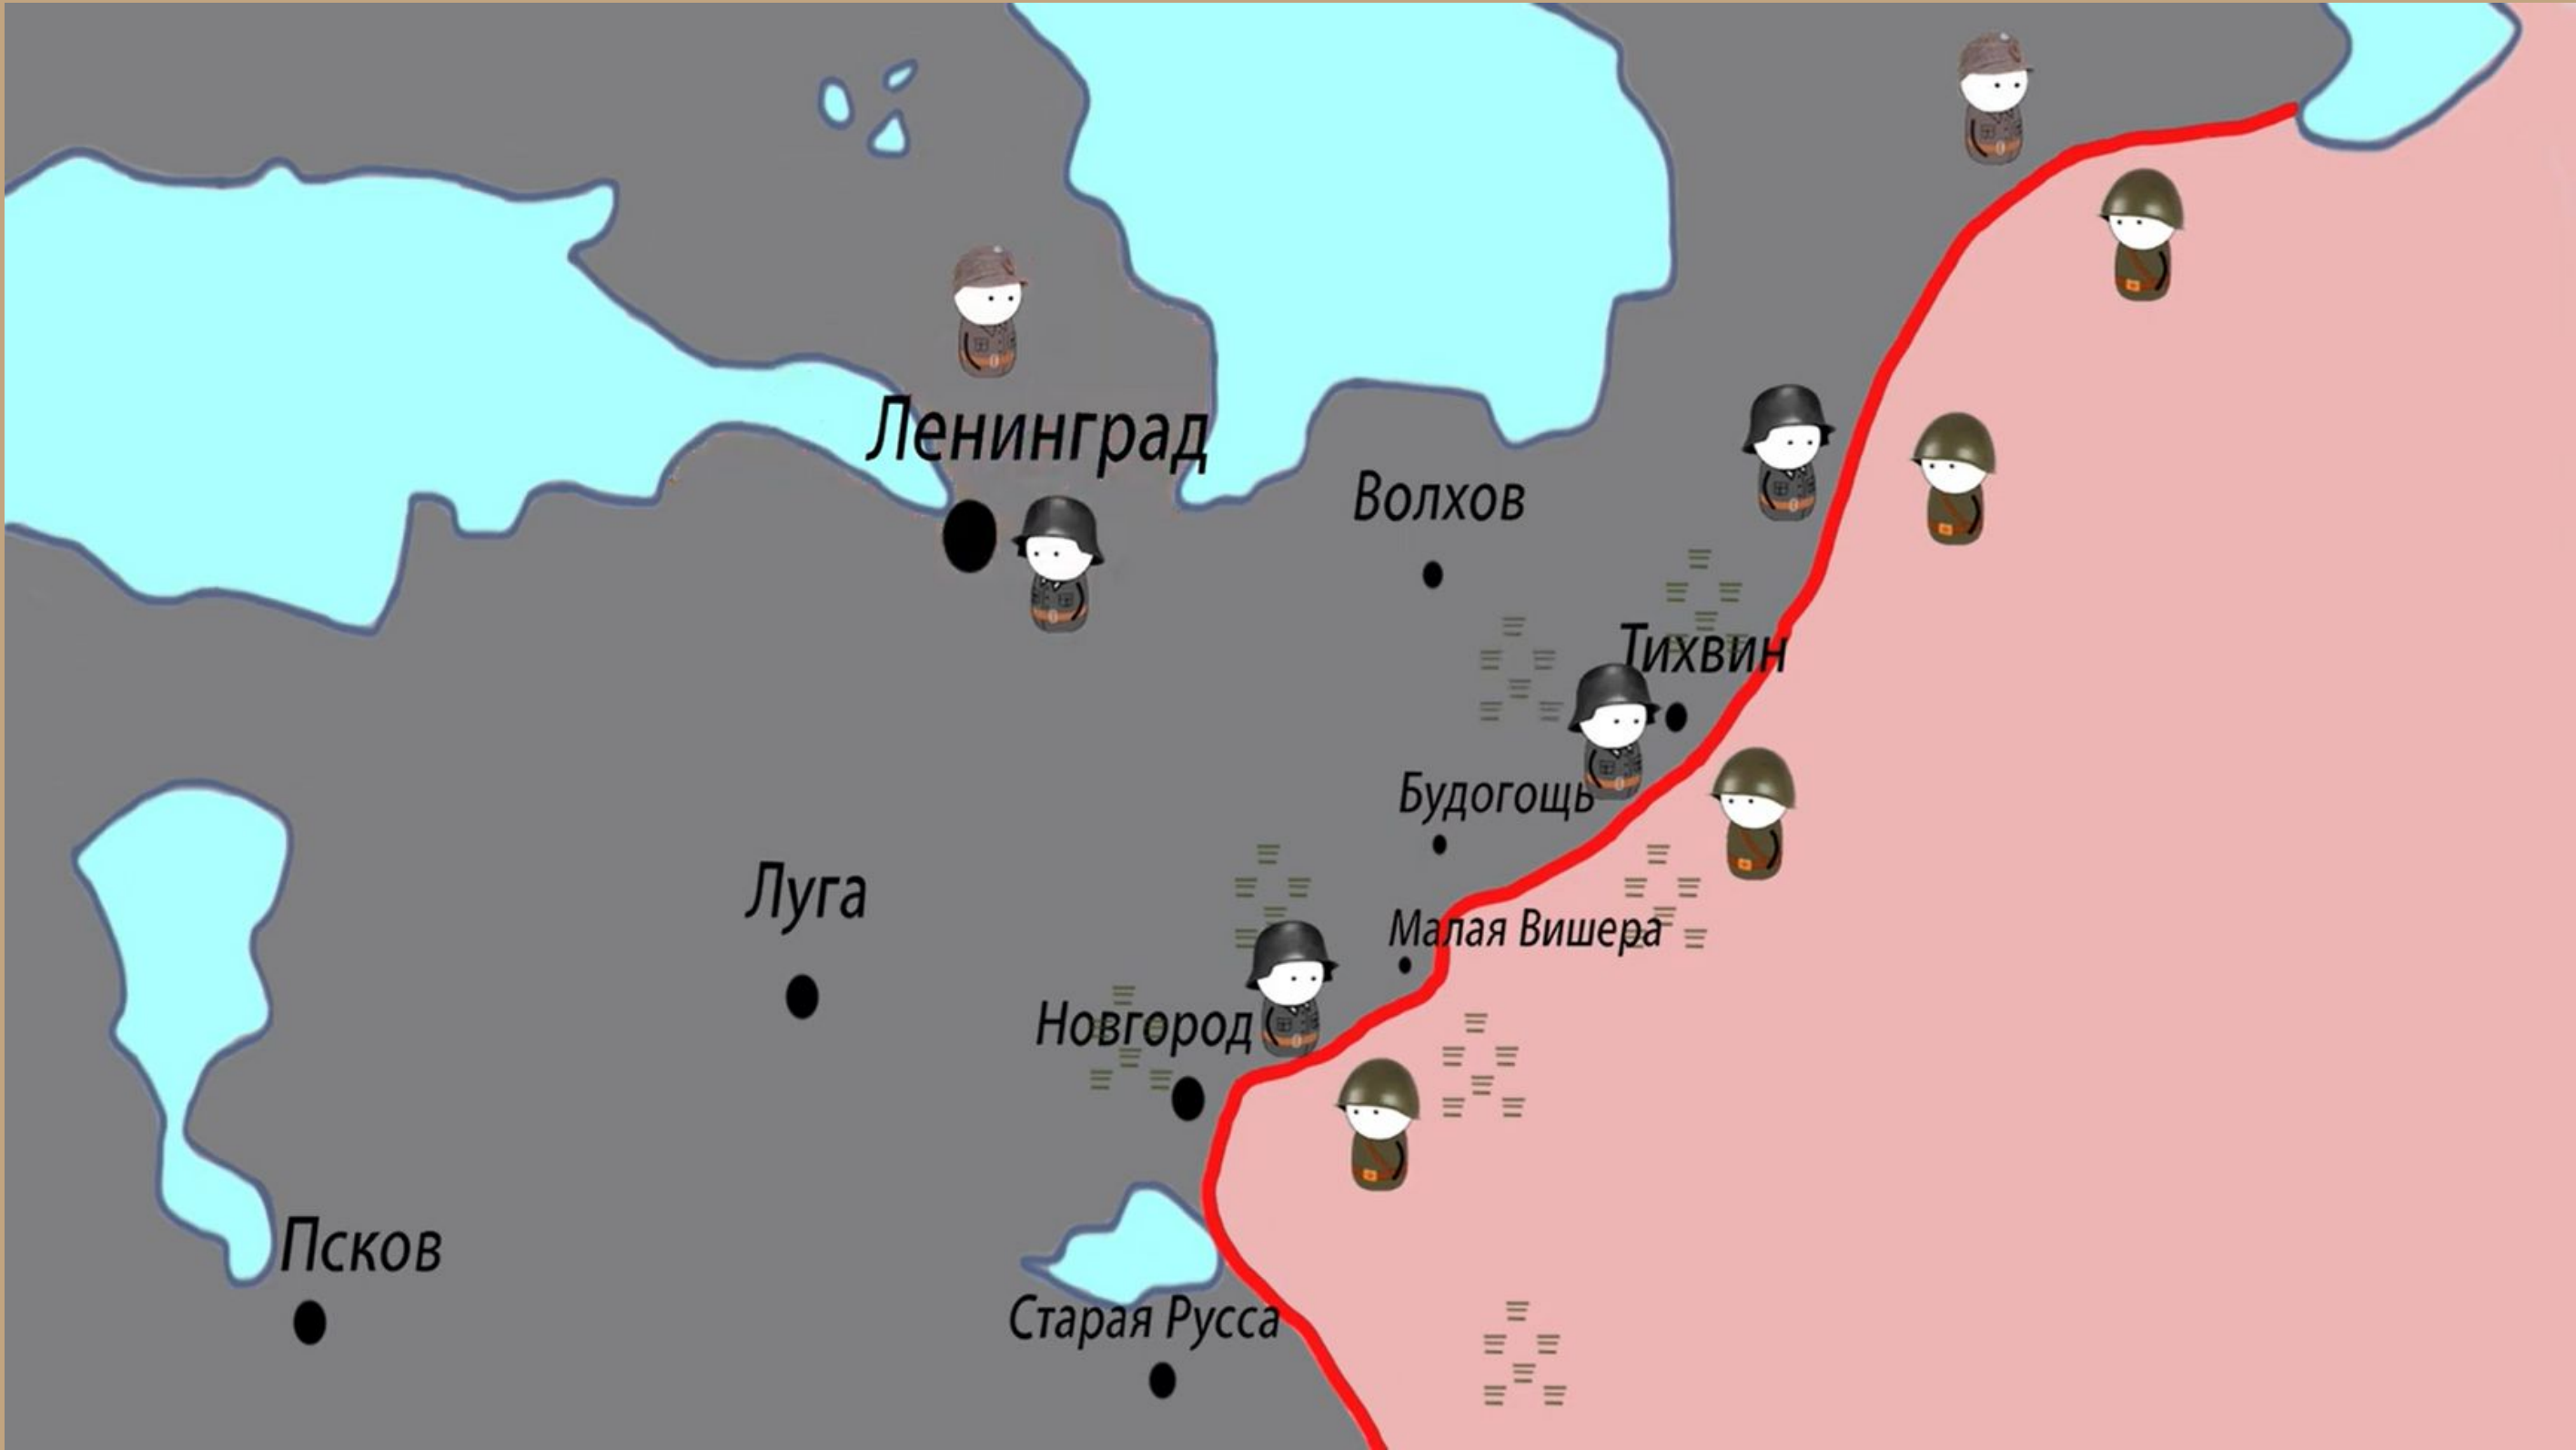 Ленинград
Волхов
Тихвин
Будогощь
Луга
Малая Вишера
Новгород
Псков
Старая Русса